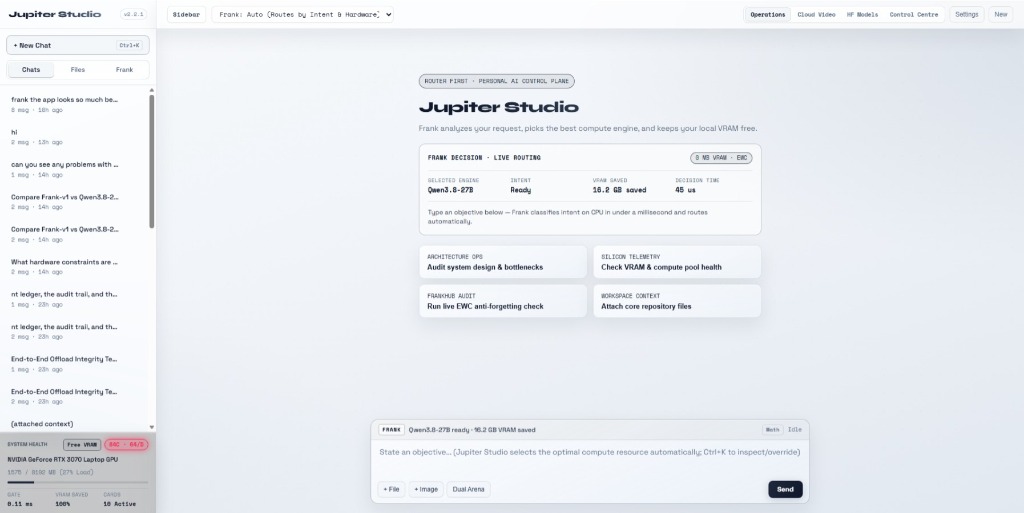 Jupiter Studio
v2.2.1
+ New Chat
Ctrl+K
Chats
Files
Frank
frank the app looks so much be...
hi
2 msg · 13h ago
can you see any problems with ...
1 msg · 14h ago
Compare Frank-v1 vs Qwen3.8-2...
2 msg · 14h ago
Compare Frank-v1 vs Qwen3.8-2...
2 msg · 14h ago
What hardware constraints are ...
2 msg · 14h ago
nt ledger, the audit trail, and th...
1 msg · 23h ago
nt ledger, the audit trail, and th...
2 msg · 23h ago
End-to-End Offload Integrity Te...
1 msg · 23h ago
End-to-End Offload Integrity Te...
2 msg · 23h ago
(attached context)
SYSTEM HEALTH
Free VRAM
NVIDIA GeForce RTX 3070 Laptop GPU
GATE
VRAM SAVED
CARDS
0.11 ms
100%
10 Active
Sidebar
Frank: Auto (Routes by Intent & Hardware)
Operations
Cloud Video
HF Models
Control Centre
Settings
New
ROUTER FIRST · PERSONAL AI CONTROL PLANE
Jupiter Studio
Frank analyzes your request, picks the best compute engine, and keeps your local VRAM free.
FRANK DECISION · LIVE ROUTING
0 MB VRAM · EWC
SELECTED ENGINE
INTENT
VRAM SAVED
DECISION TIME
Qwen3.8-27B
Ready
16.2 GB saved
45 us
Type an objective below — Frank classifies intent on CPU in under a millisecond and routes
automatically.
ARCHITECTURE OPS
Audit system design & bottlenecks
SILICON TELEMETRY
Check VRAM & compute pool health
FRANKHUB AUDIT
Run live EWC anti-forgetting check
WORKSPACE CONTEXT
Attach core repository files
FRANK
Qwen3.8-27B ready · 16.2 GB VRAM saved
Math
Idle
State an objective... (Jupiter Studio selects the optimal compute resource automatically; Ctrl+K to inspect/override)
+ File
+ Image
Dual Arena
Send